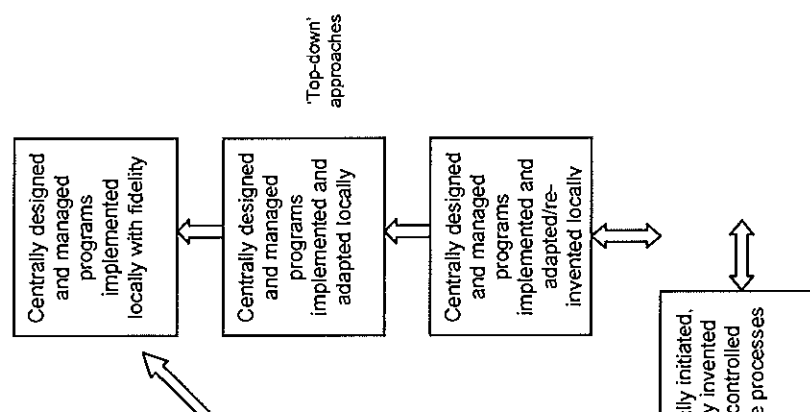 Centrally designed
and managed
programs
implemented
locally with fidelity
'Top-down'
approaches
Centrally designed
and managed
programs
implemented and
adapted locally
Centrally designed
and managed
programs
implemented and
adapted/re-
invented locally
lly initiated,
y invented
controlled
e processes